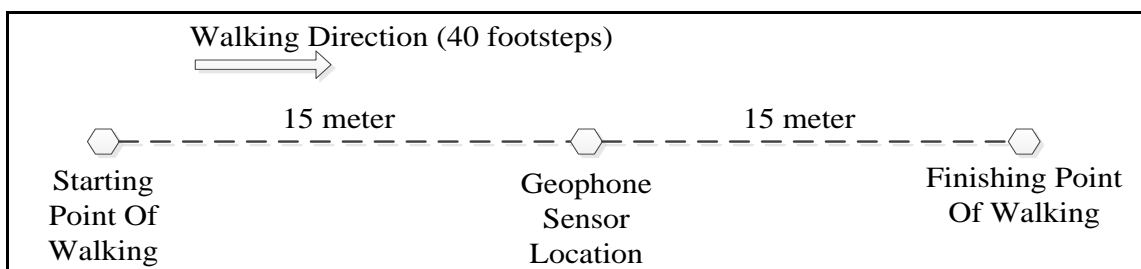 Walking Direction (40 footsteps)
15 meter
15 meter
Starting
Point Of
Walking
Geophone
Sensor
Location
Finishing Point
Of Walking